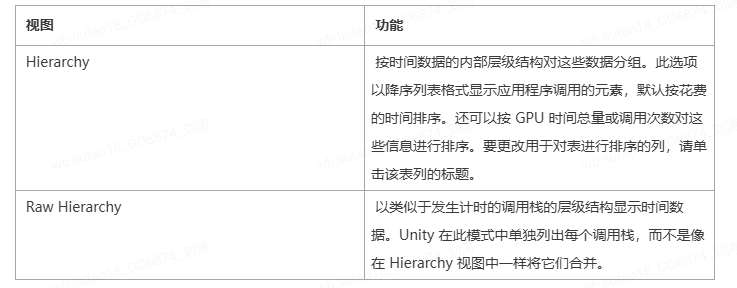 视图
功能
Hierarchy
按时间数据的内部层级结构对这些数据分组。此选项
以降序列表格式显示应用程序调用的元素，默认按花费
的时间排序。还可以按 GPU 时间总量或调用次数对这
些信息进行排序。要更改用于对表进行排序的列，请单
击该表列的标题。
Raw Hierarchy
以类似于发生计时的调用栈的层级结构显示时间数
据。Unity 在此模式中单独列出每个调用栈，而不是像
在 Hierarchy 视图中一样将它们合并。